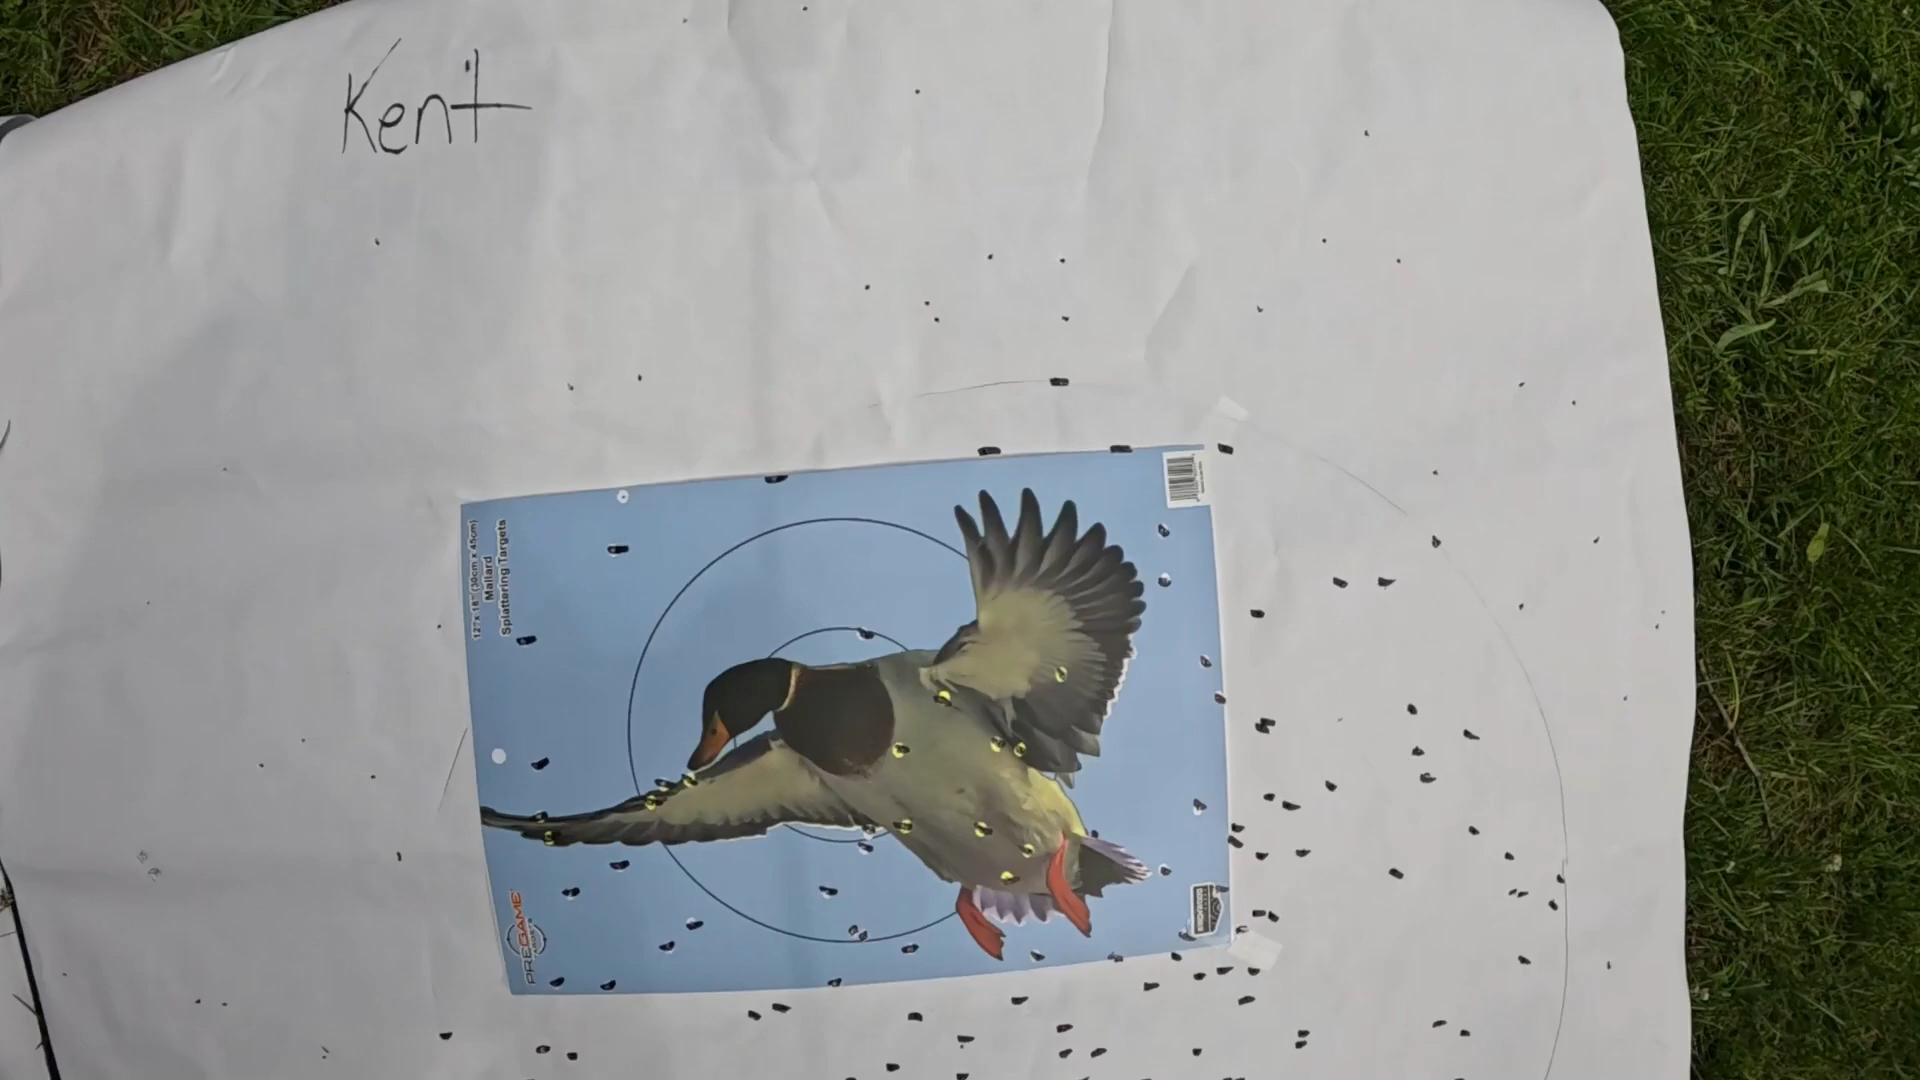 Kent
12"x 18" (30cm x 45cm)
Mallard
Splattering Targets
PREGAME